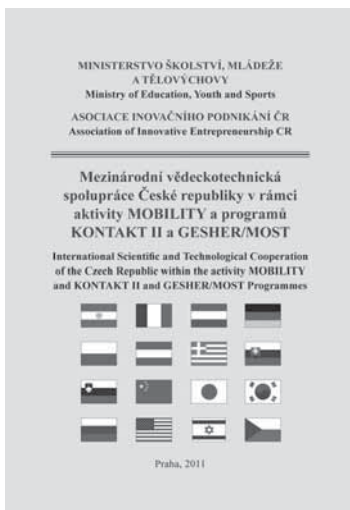 MINISTERSTVO ŠKOLSTVÍ, MLÁDEŽE
A TĚLOVÝCHOVY
Ministry of Education, Youth and Sports
ASOCIACE INOVAČNÍHO PODNIKÁNÍ ČR
Association of Innovative Entrepreneurship CR
Mezinárodní vědeckotechnická
spolupráce České republiky v rámci
aktivity MOBILITY a programů
KONTAKT II a GESHER/MOST
International Scientific and Technological Cooperation
of the Czech Republic within the activity MOBILITY
and KONTAKT II and GESHER/MOST Programmes
Praha, 2011